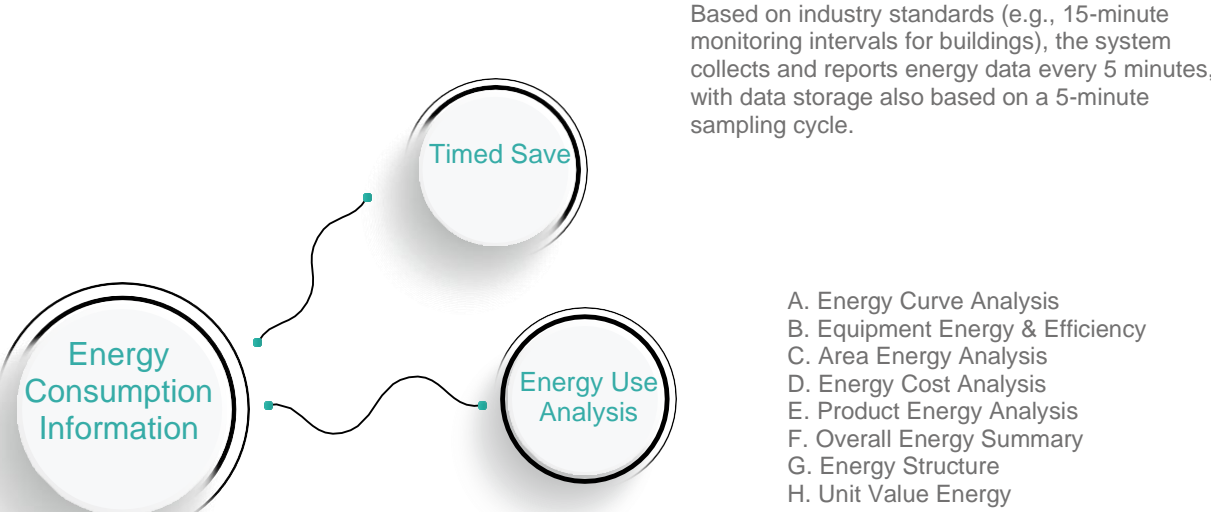 Based on industry standards (e.g., 15-minute
monitoring intervals for buildings), the system
collects and reports energy data every 5 minutes,
with data storage also based on a 5-minute
sampling cycle.
Timed Save
Energy
Consumption
Information
Energy Use
Analysis
A. Energy Curve Analysis
B. Equipment Energy & Efficiency
C. Area Energy Analysis
D. Energy Cost Analysis
E. Product Energy Analysis
F. Overall Energy Summary
G. Energy Structure
H. Unit Value Energy